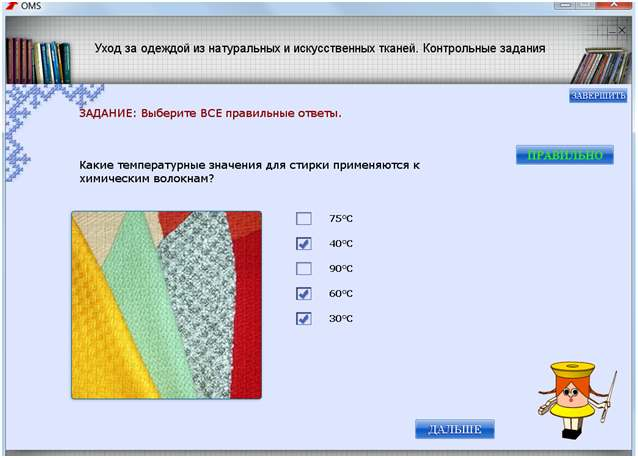 OMS
Уход за одеждой из натуральных и искусственных тканей. Контрольные задания
ЗАВЕРШИТЬ
ЗАДАНИЕ: Выберите ВСЕ правильные ответы.
ПРАВИЛЬНО
Какие температурные значения для стирки применяются к
химическим волокнам?
75°C
40°C
90°C
60°C
30°C
ДАЛЬШЕ